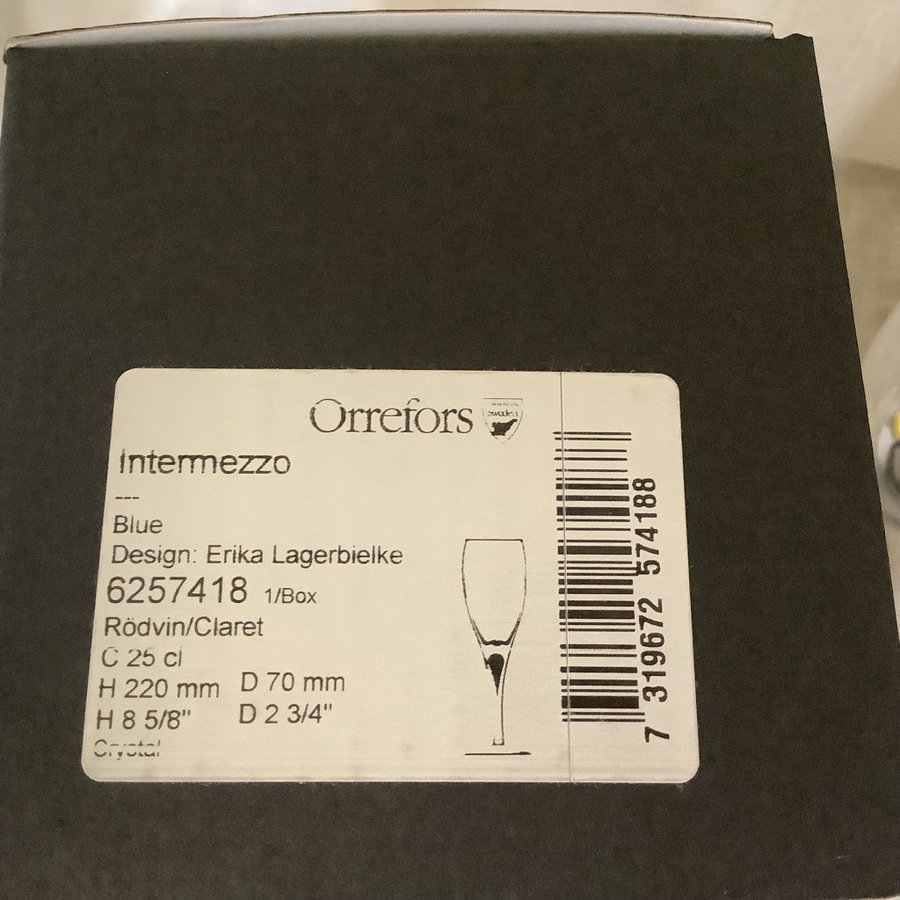 Orrefors
Sweden
Intermezzo
---
Blue
Design: Erika Lagerbielke
6257418 1/Box
Rödvin/Claret
C 25 cl
H 220 mm D 70 mm
H 8 5/8" D 2 3/4"
Crystal
7 319672 574188